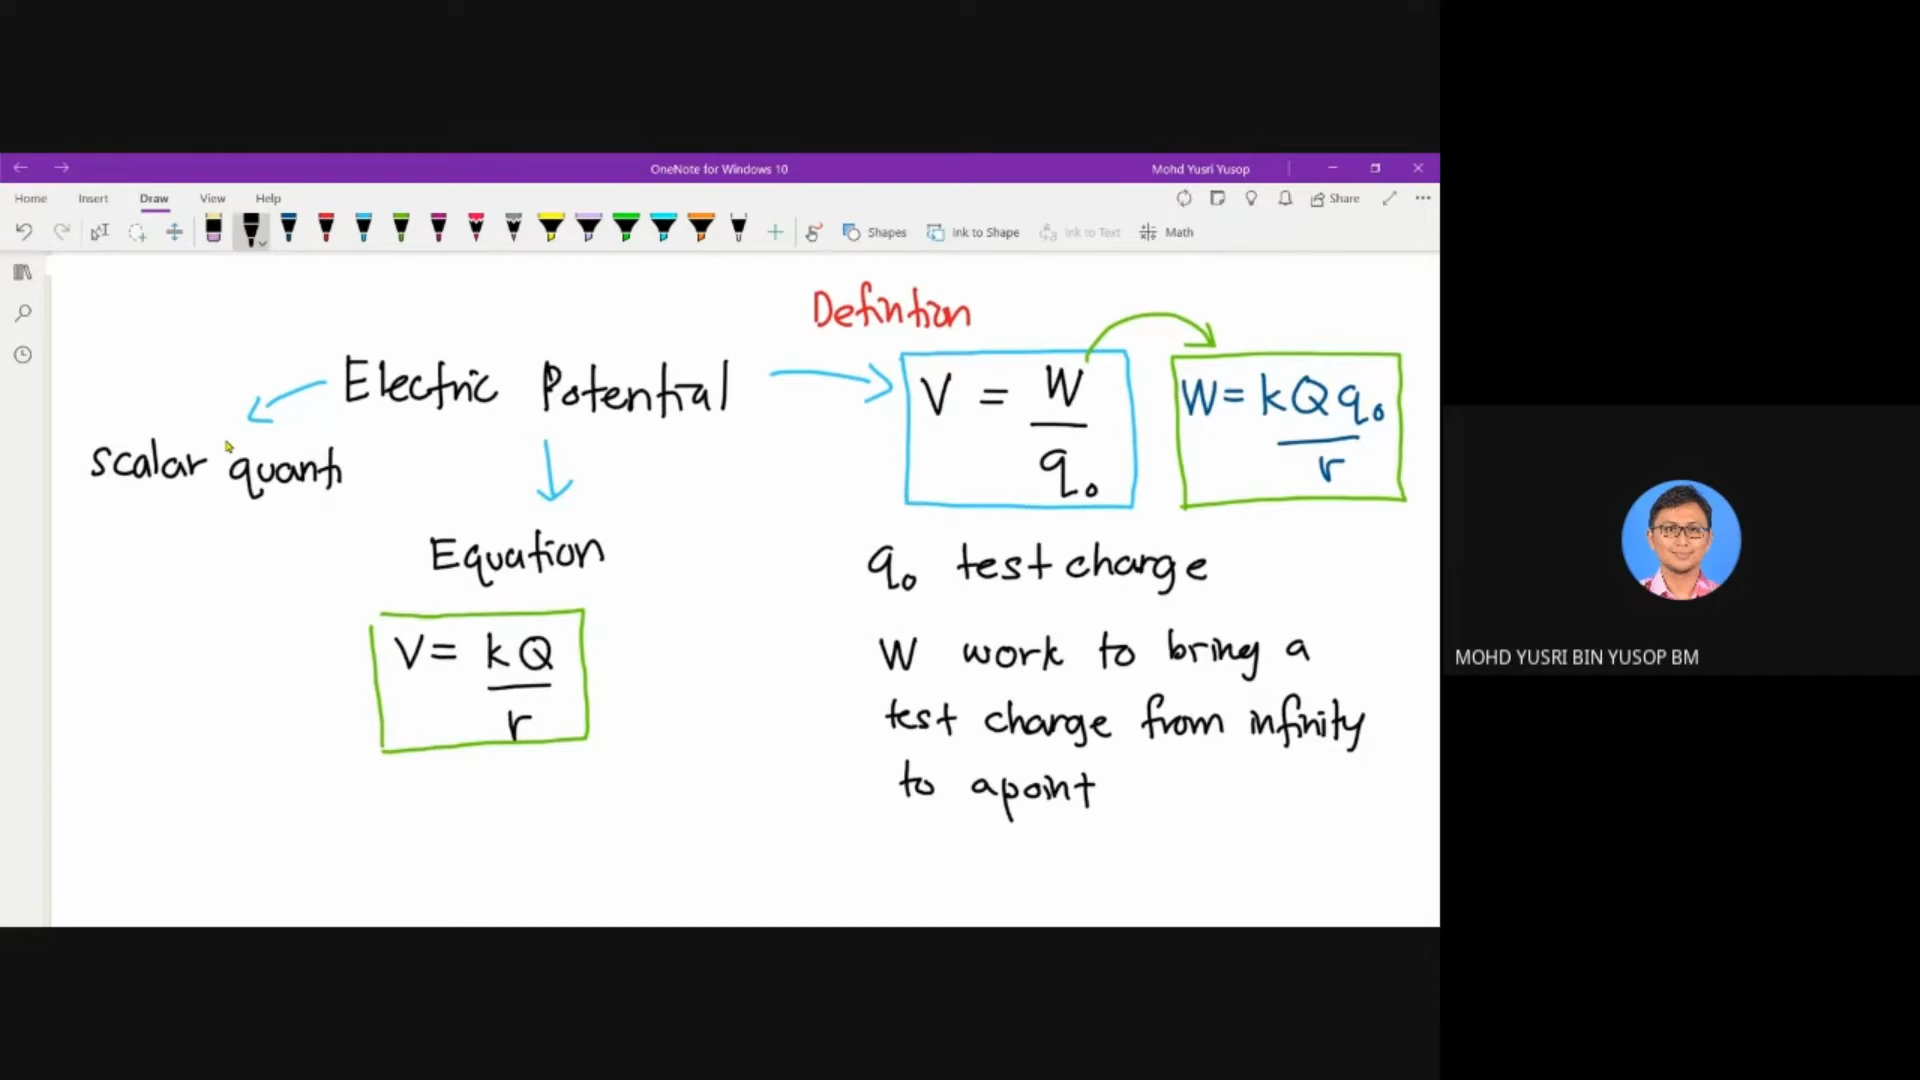 OneNote for Windows 10
Mohd Yusri Yusop
Home Insert Draw View Help
Share
Shapes Ink to Shape Ink to Text Math
Defintion
Electric Potential
V = W / q₀
W = kQq₀ / r
scalar quanti
Equation
V = kQ / r
q₀ test charge
W work to bring a
test charge from infinity
to a point
MOHD YUSRI BIN YUSOP BM